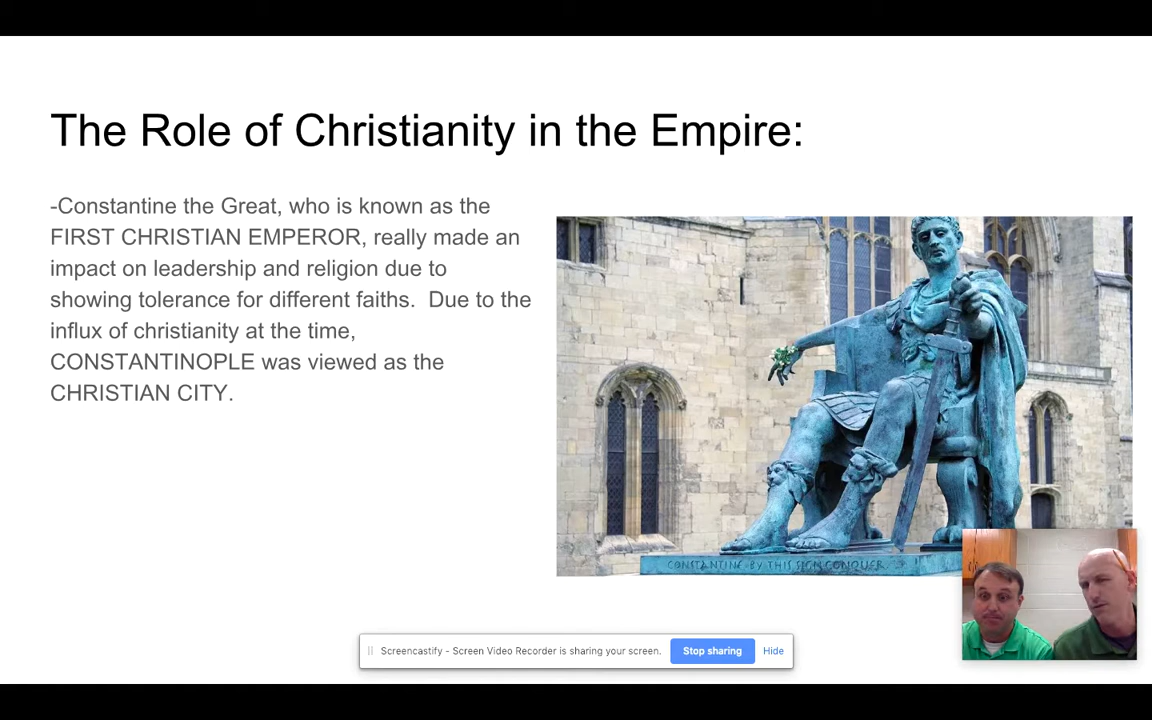 The Role of Christianity in the Empire:
-Constantine the Great, who is known as the
FIRST CHRISTIAN EMPEROR, really made an
impact on leadership and religion due to
showing tolerance for different faiths.  Due to the
influx of christianity at the time,
CONSTANTINOPLE was viewed as the
CHRISTIAN CITY.
CONSTANTINE·BY THIS SIGN CONQUER
Screencastify - Screen Video Recorder is sharing your screen.
Stop sharing
Hide